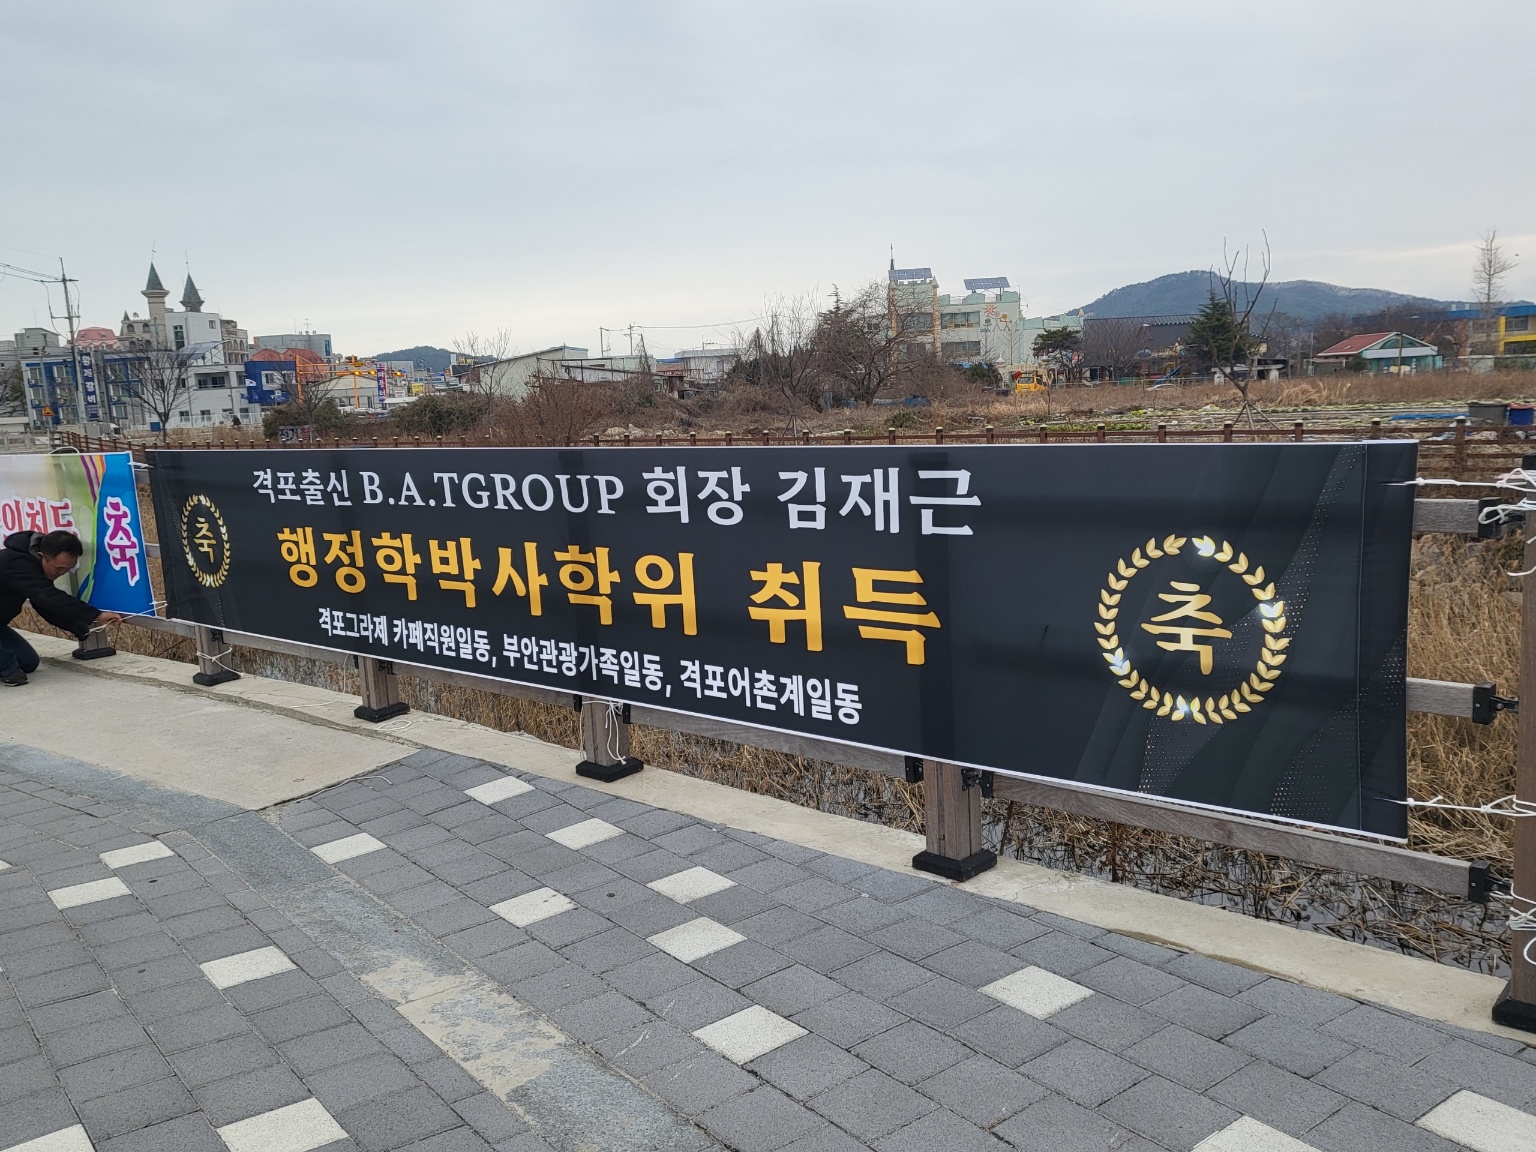 격포출신 B.A.TGROUP 회장 김재근
행정학박사학위 취득
격포그라제 카페직원일동, 부안관광가족일동, 격포어촌계일동
축
축
축